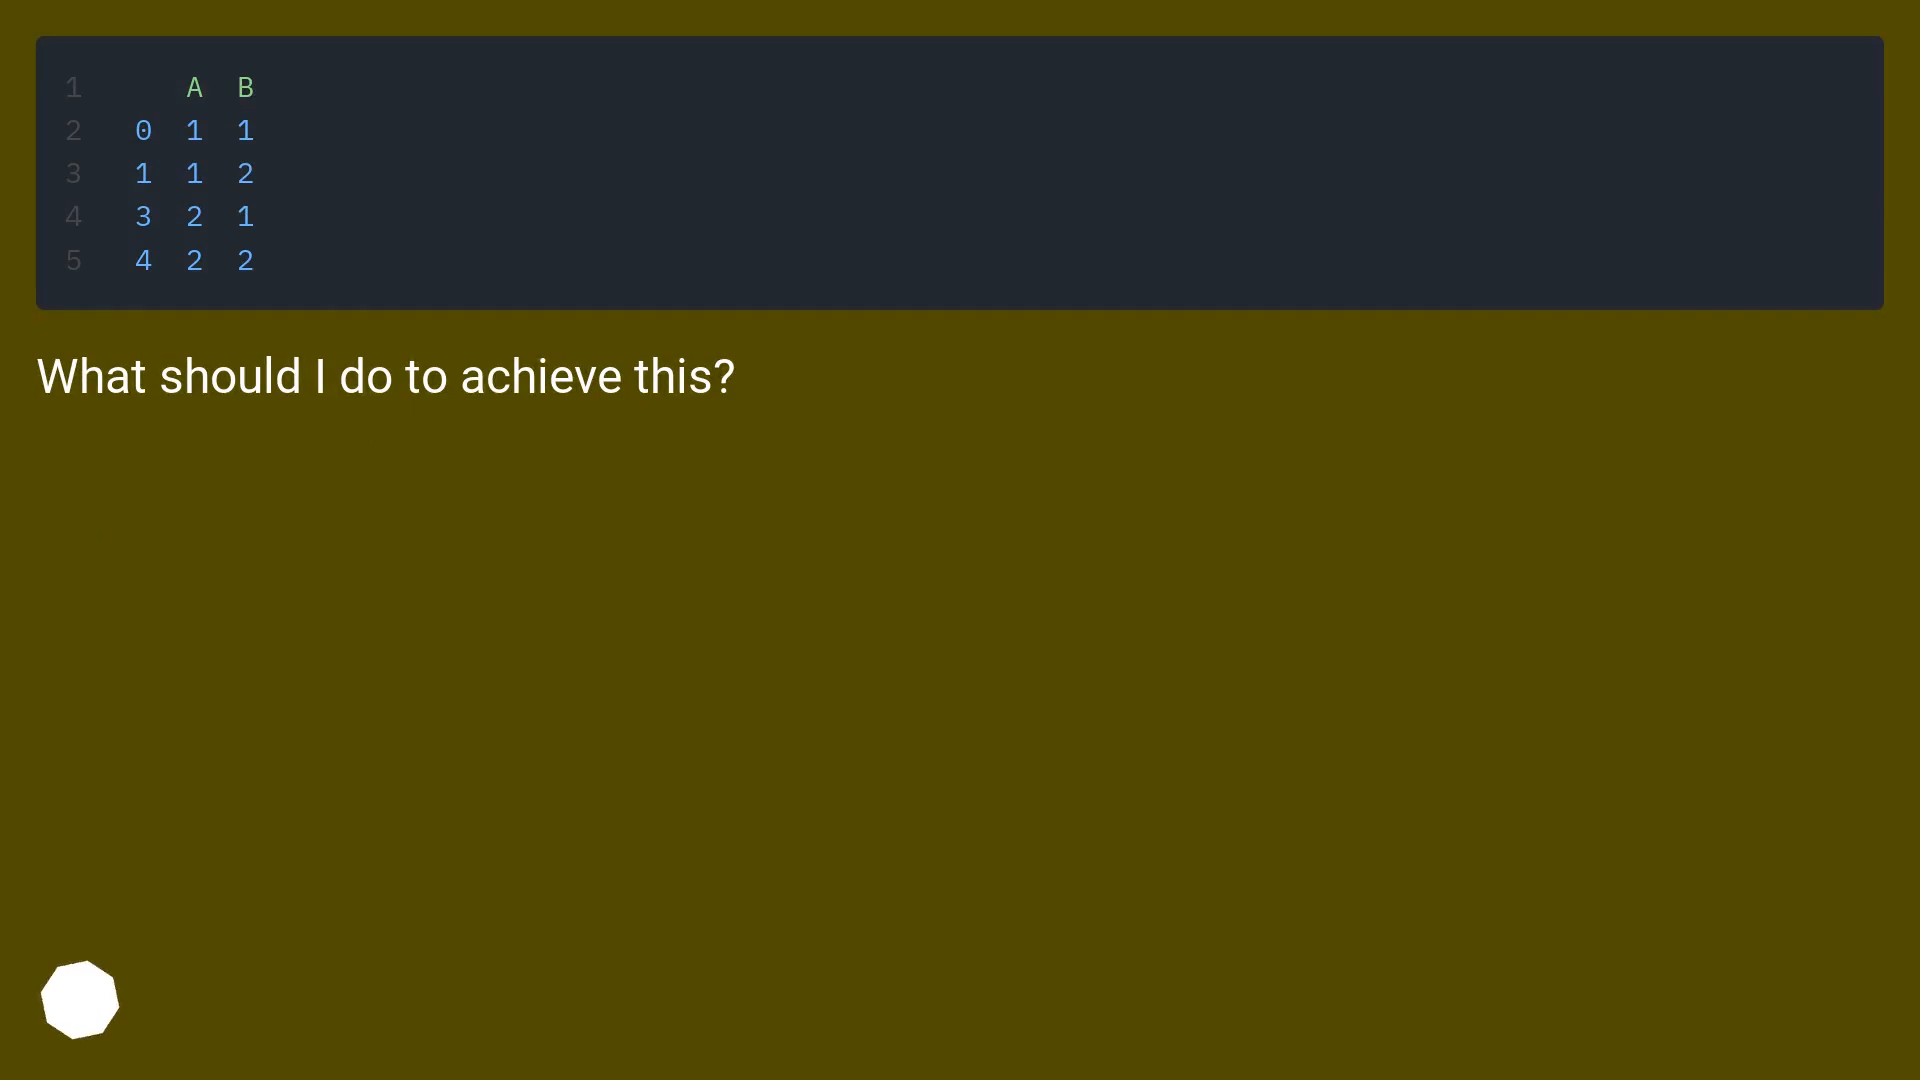 1 A B
2 0 1 1
3 1 1 2
4 3 2 1
5 4 2 2
What should I do to achieve this?